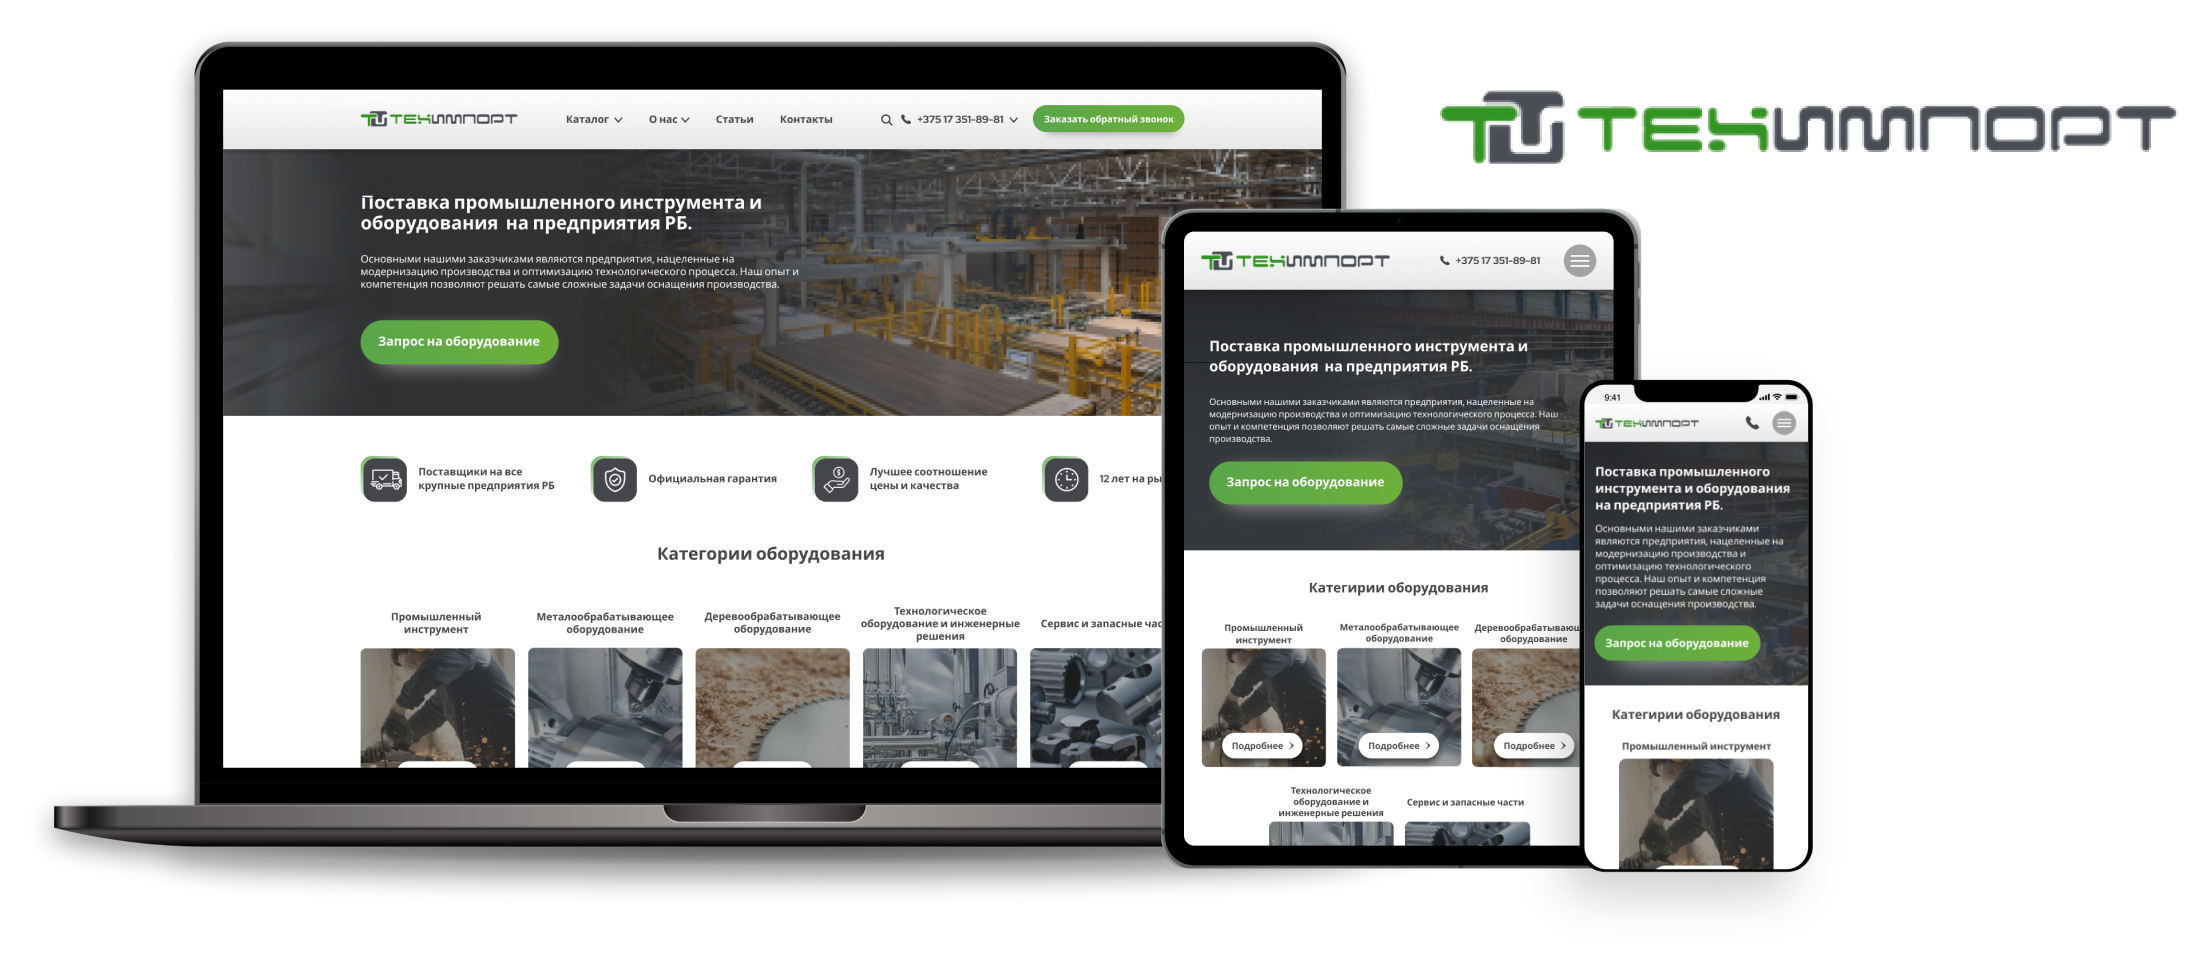 ТЕХИМПОРТ
Каталог О нас Статьи Контакты +375 17 351-89-81 Заказать обратный звонок
Поставка промышленного инструмента и
оборудования на предприятия РБ.
Основными нашими заказчиками являются предприятия, нацеленные на
модернизацию производства и оптимизацию технологического процесса. Наш опыт и
компетенция позволяют решать самые сложные задачи оснащения производства.
Запрос на оборудование
Поставщики на все
крупные предприятия РБ
Официальная гарантия
Лучшее соотношение
цены и качества
12 лет на ры
Категории оборудования
Промышленный
инструмент
Металообрабатывающее
оборудование
Деревообрабатывающее
оборудование
Технологическое
оборудование и инженерные
решения
Сервис и запасные час
ТЕХИМПОРТ
ТЕХИМПОРТ
+375 17 351-89-81
Поставка промышленного инструмента и
оборудования на предприятия РБ.
Основными нашими заказчиками являются предприятия, нацеленные на
модернизацию производства и оптимизацию технологического процесса. Наш
опыт и компетенция позволяют решать самые сложные задачи оснащения
производства.
Запрос на оборудование
Категирии оборудования
Промышленный
инструмент
Металообрабатывающее
оборудование
Деревообрабатываю
оборудование
Подробнее
Подробнее
Подробнее
Технологическое
оборудование и
инженерные решения
Сервис и запасные части
9:41
ТЕХИМПОРТ
Поставка промышленного
инструмента и оборудования
на предприятия РБ.
Основными нашими заказчиками
являются предприятия, нацеленные на
модернизацию производства и
оптимизацию технологического
процесса. Наш опыт и компетенция
позволяют решать самые сложные
задачи оснащения производства.
Запрос на оборудование
Категирии оборудования
Промышленный инструмент